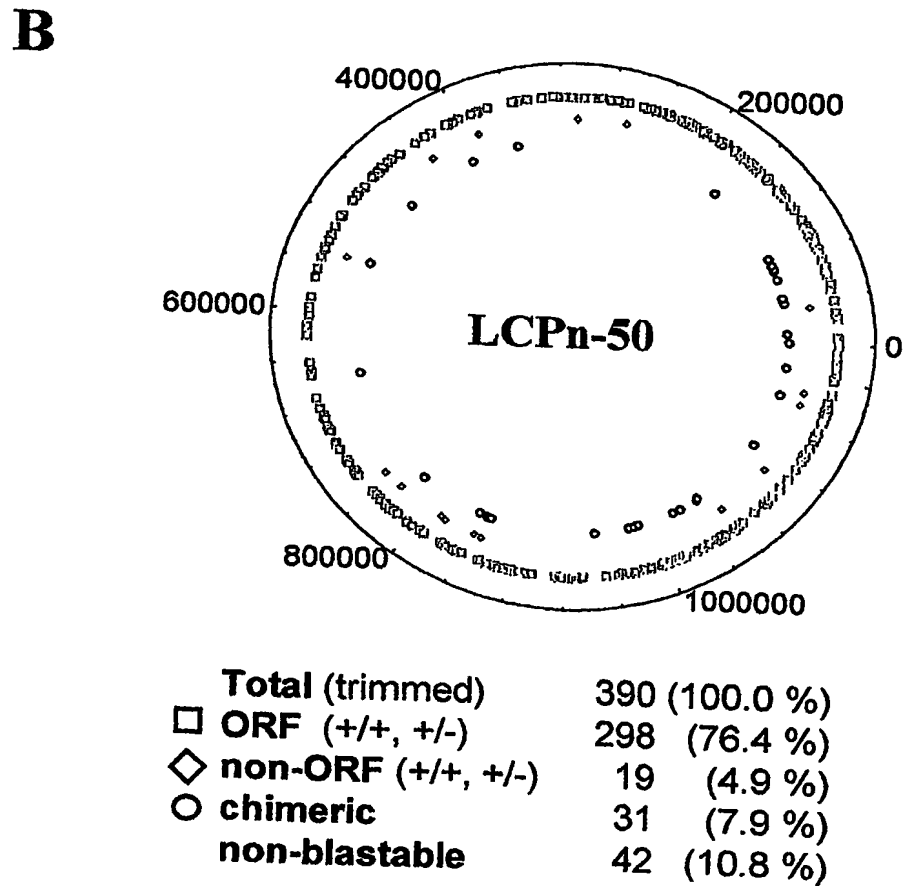 B
400000
200000
600000
LCPn-50
0
800000
1000000
Total (trimmed) 390 (100.0 %)
ORF (+/+, +/-) 298 (76.4 %)
non-ORF (+/+, +/-) 19 (4.9 %)
chimeric 31 (7.9 %)
non-blastable 42 (10.8 %)